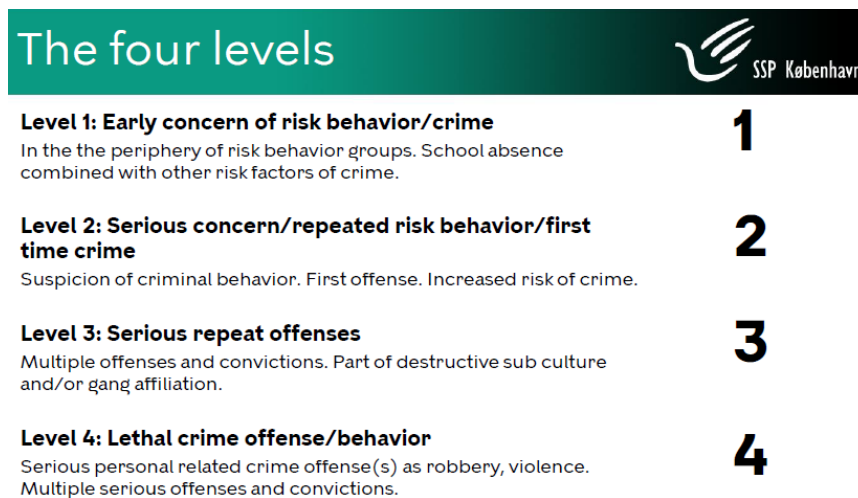 The four levels
SSP Københavr
Level 1: Early concern of risk behavior/crime
1
In the the periphery of risk behavior groups. School absence
combined with other risk factors of crime.
Level 2: Serious concern/repeated risk behavior/first
time crime
2
Suspicion of criminal behavior. First offense. Increased risk of crime.
Level 3: Serious repeat offenses
3
Multiple offenses and convictions. Part of destructive sub culture
and/or gang affiliation.
Level 4: Lethal crime offense/behavior
4
Serious personal related crime offense(s) as robbery, violence.
Multiple serious offenses and convictions.